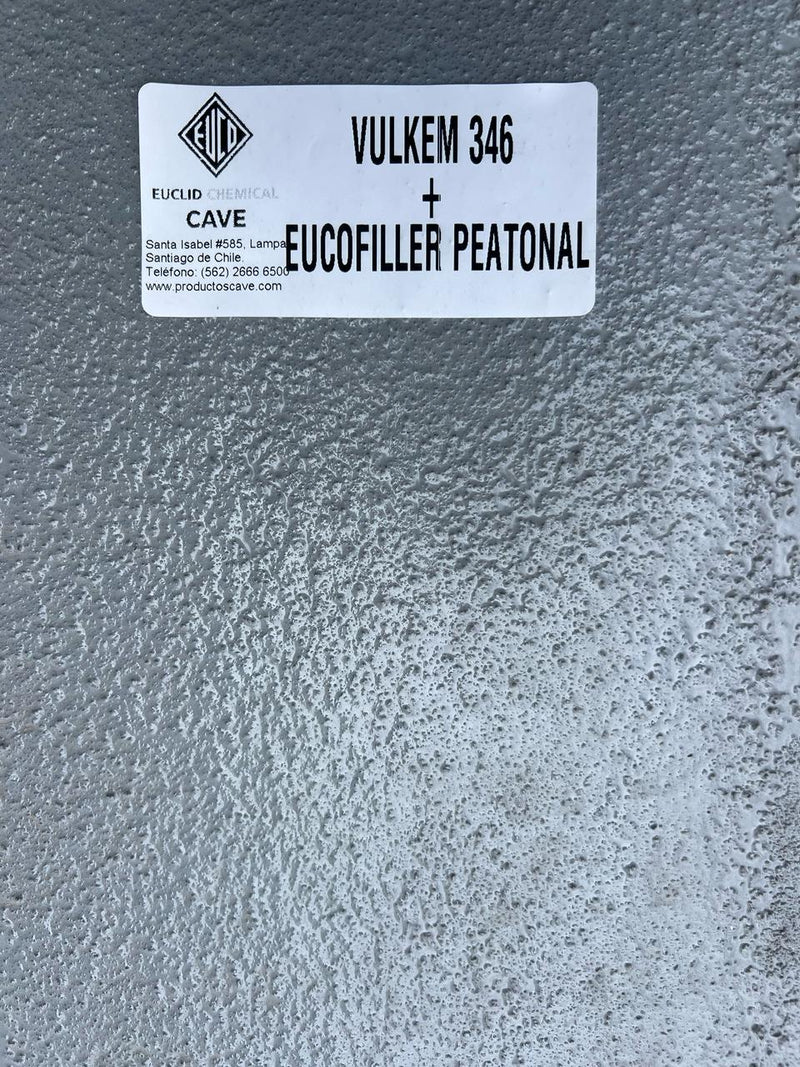 EUCO
EUCLID CHEMICAL
CAVE
Santa Isabel #585, Lampa
Santiago de Chile.
Teléfono: (562) 2666 6500
www.productoscave.com
VULKEM 346
+
EUCOFILLER PEATONAL